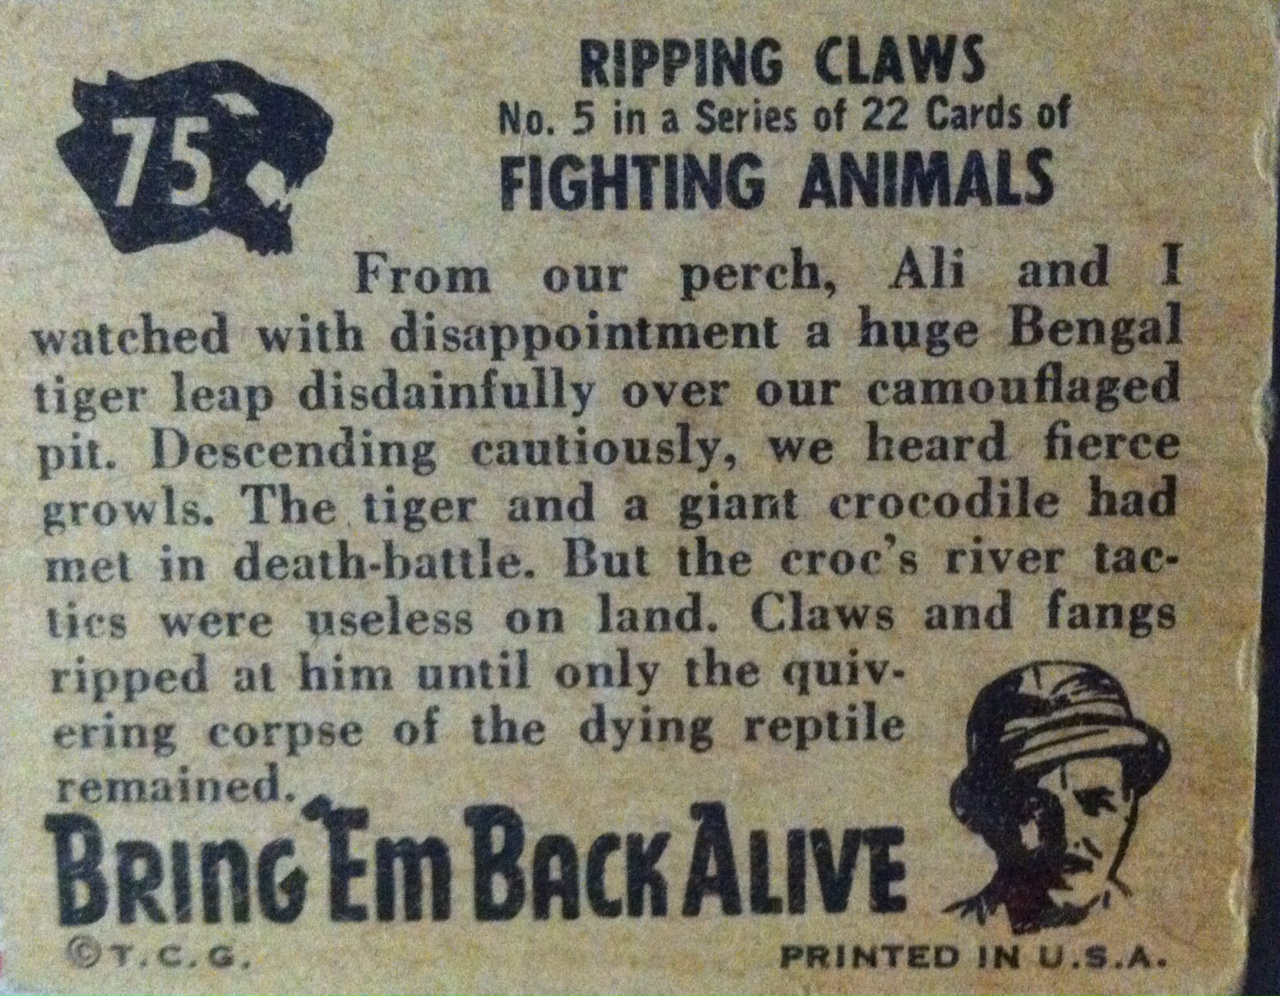 75
RIPPING CLAWS
No. 5 in a Series of 22 Cards of
FIGHTING ANIMALS
From our perch, Ali and I
watched with disappointment a huge Bengal
tiger leap disdainfully over our camouflaged
pit. Descending cautiously, we heard fierce
growls. The tiger and a giant crocodile had
met in death-battle. But the croc's river tac-
tics were useless on land. Claws and fangs
ripped at him until only the quiv-
ering corpse of the dying reptile
remained.
BRING 'EM BACK ALIVE
©T.C.G. PRINTED IN U.S.A.